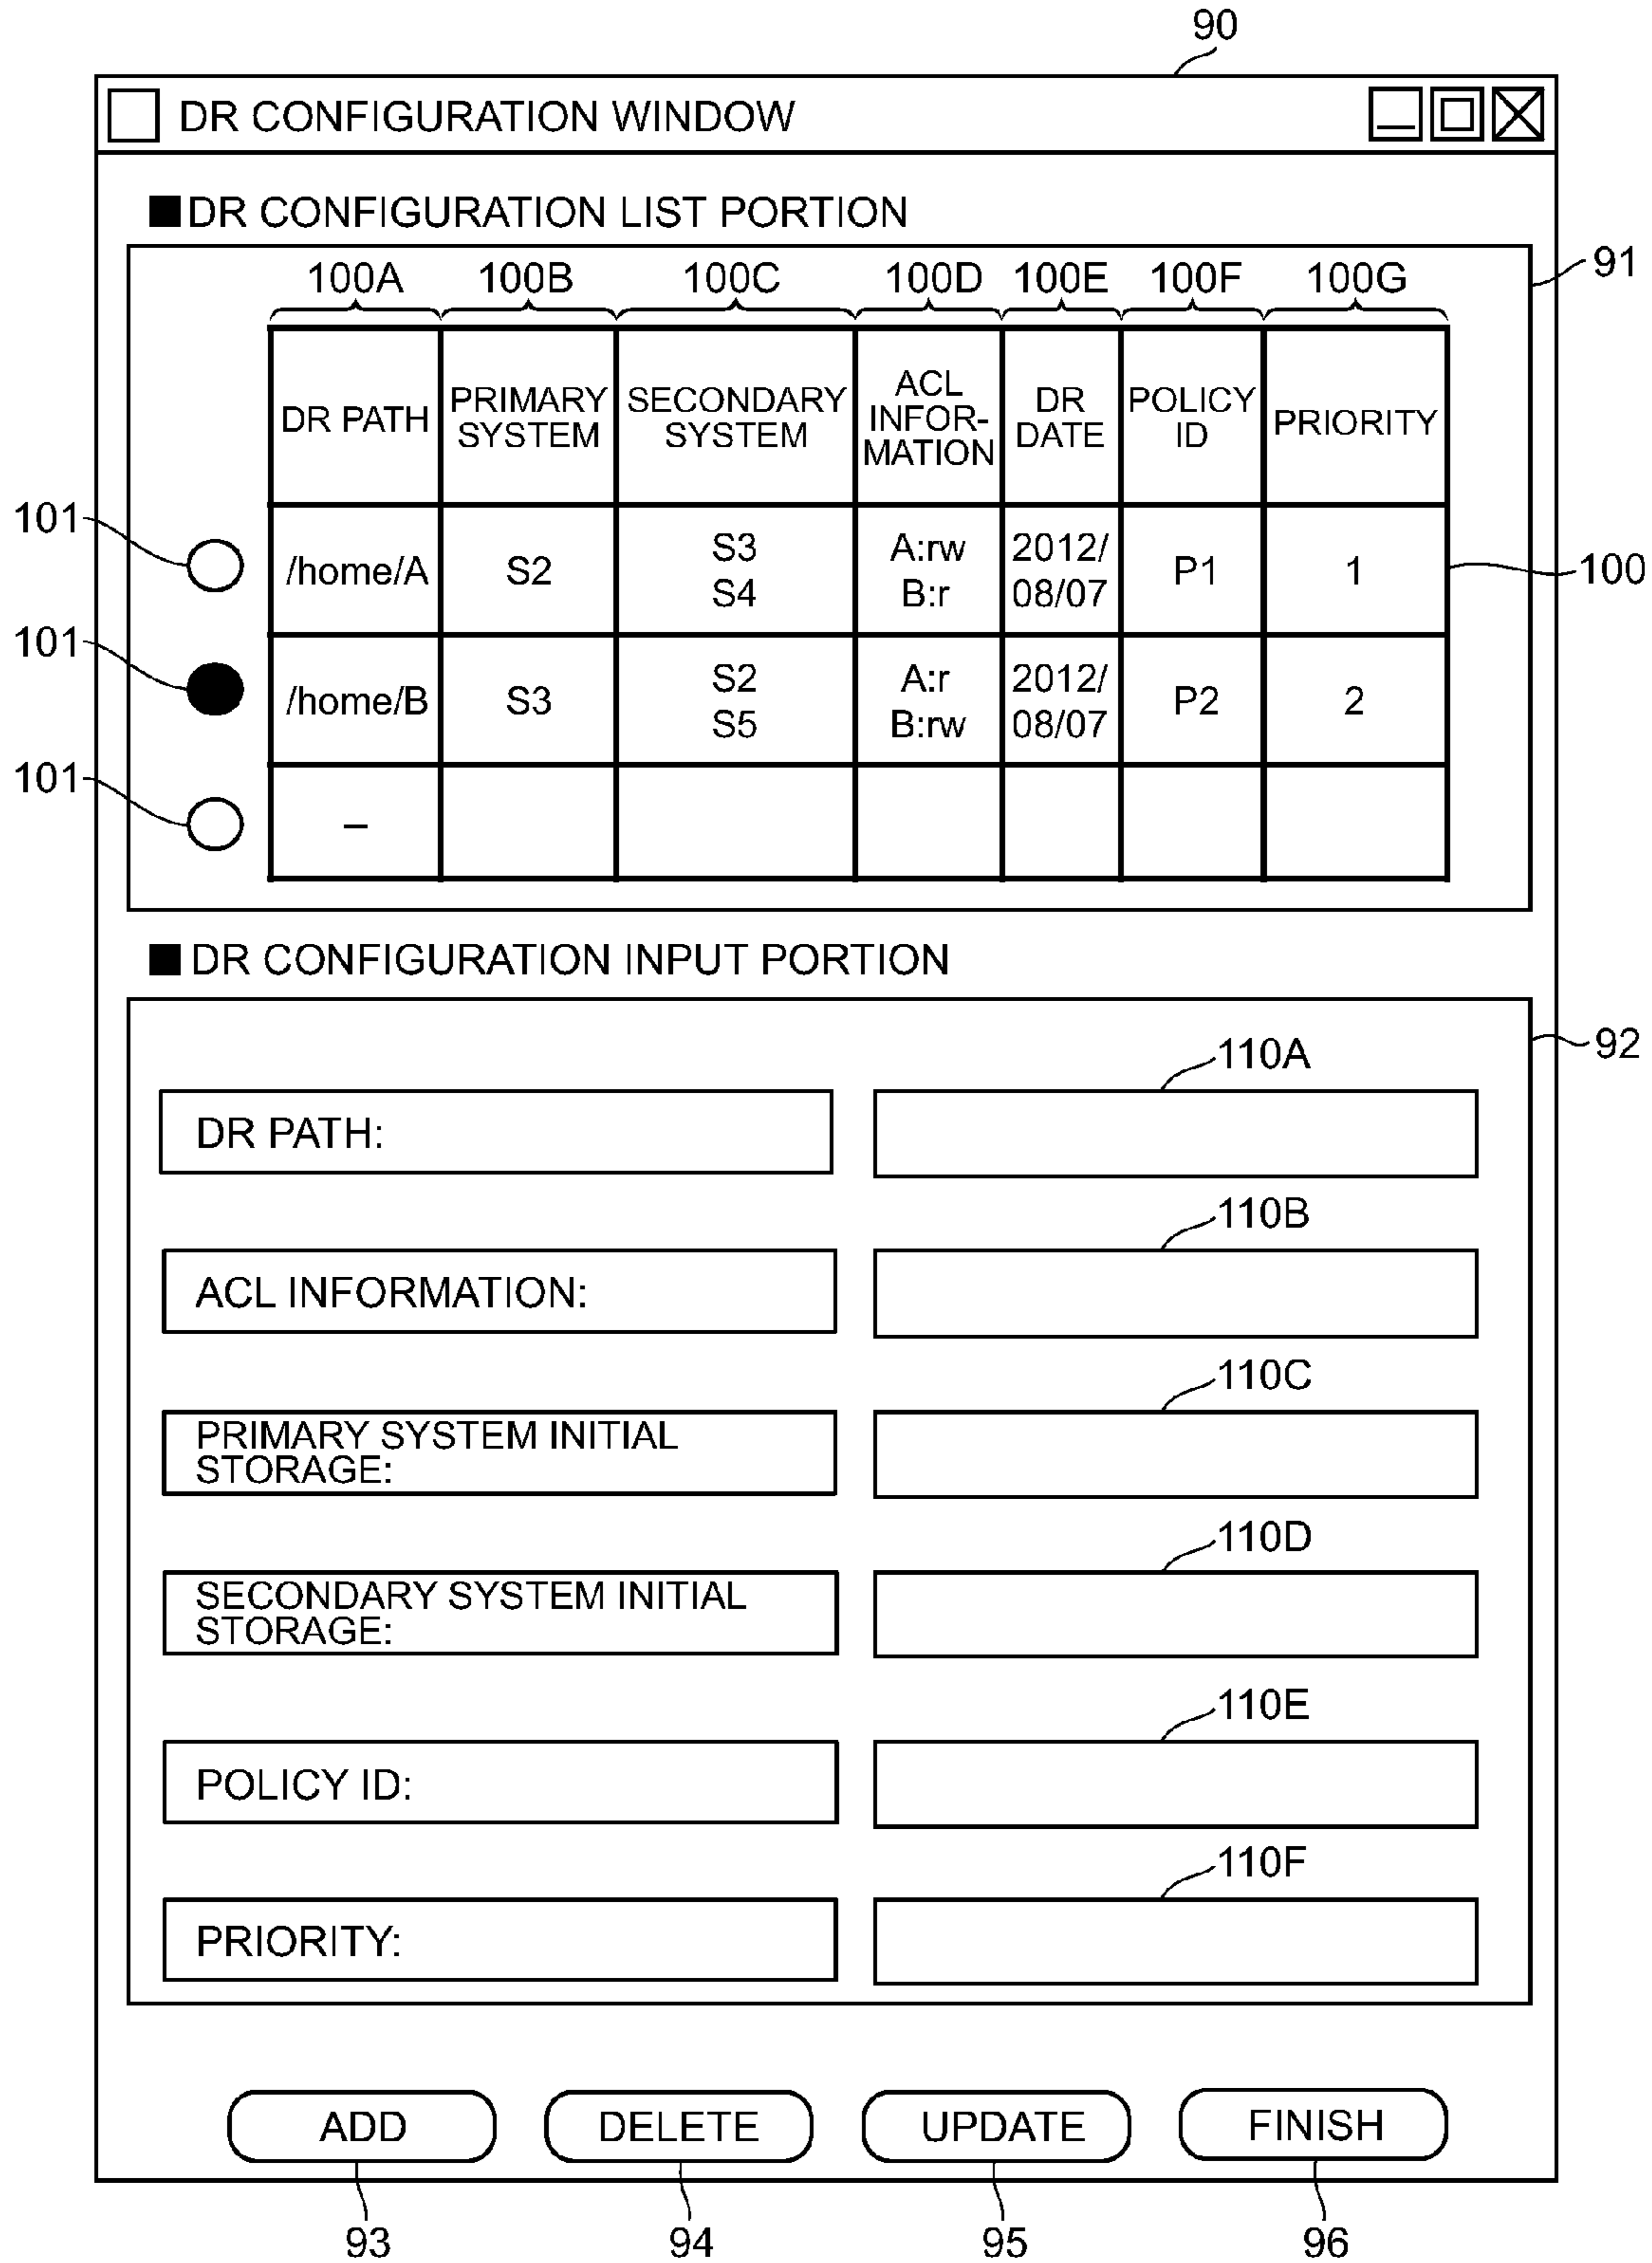 90
DR CONFIGURATION WINDOW
DR CONFIGURATION LIST PORTION
91
100A 100B 100C 100D 100E 100F 100G
DR PATH
PRIMARY
SYSTEM
SECONDARY
SYSTEM
ACL
INFOR-
MATION
DR
DATE
POLICY
ID
PRIORITY
101
/home/A
S2
S3
S4
A:rw
B:r
2012/
08/07
P1
1
100
101
/home/B
S3
S2
S5
A:r
B:rw
2012/
08/07
P2
2
101
–
DR CONFIGURATION INPUT PORTION
92
110A
DR PATH:
110B
ACL INFORMATION:
110C
PRIMARY SYSTEM INITIAL
STORAGE:
110D
SECONDARY SYSTEM INITIAL
STORAGE:
110E
POLICY ID:
110F
PRIORITY:
ADD DELETE UPDATE FINISH
93 94 95 96